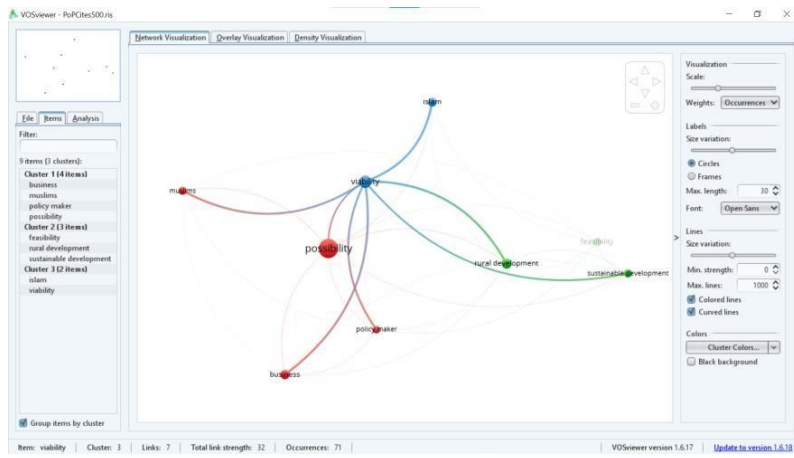 VOSviewer - PoPCites500.ris
Network Visualization Overlay Visualization Density Visualization
File Items Analysis
Filter:
9 items (3 clusters):
Cluster 1 (4 items)
business
muslims
policy maker
possibility
Cluster 2 (3 items)
feasibility
rural development
sustainable development
Cluster 3 (2 items)
islam
viability
Group items by cluster
islam
viability
muslims
possibility
feasibility
rural development
sustainable development
policy maker
business
Visualization
Scale:
Weights: Occurrences
Labels
Size variation:
Circles
Frames
Max. length: 30
Font: Open Sans
Lines
Size variation:
Min. strength: 0
Max. lines: 1000
Colored lines
Curved lines
Colors
Cluster Colors...
Black background
Item: viability Cluster: 3 Links: 7 Total link strength: 32 Occurrences: 71 VOSviewer version 1.6.17 Update to version 1.6.18